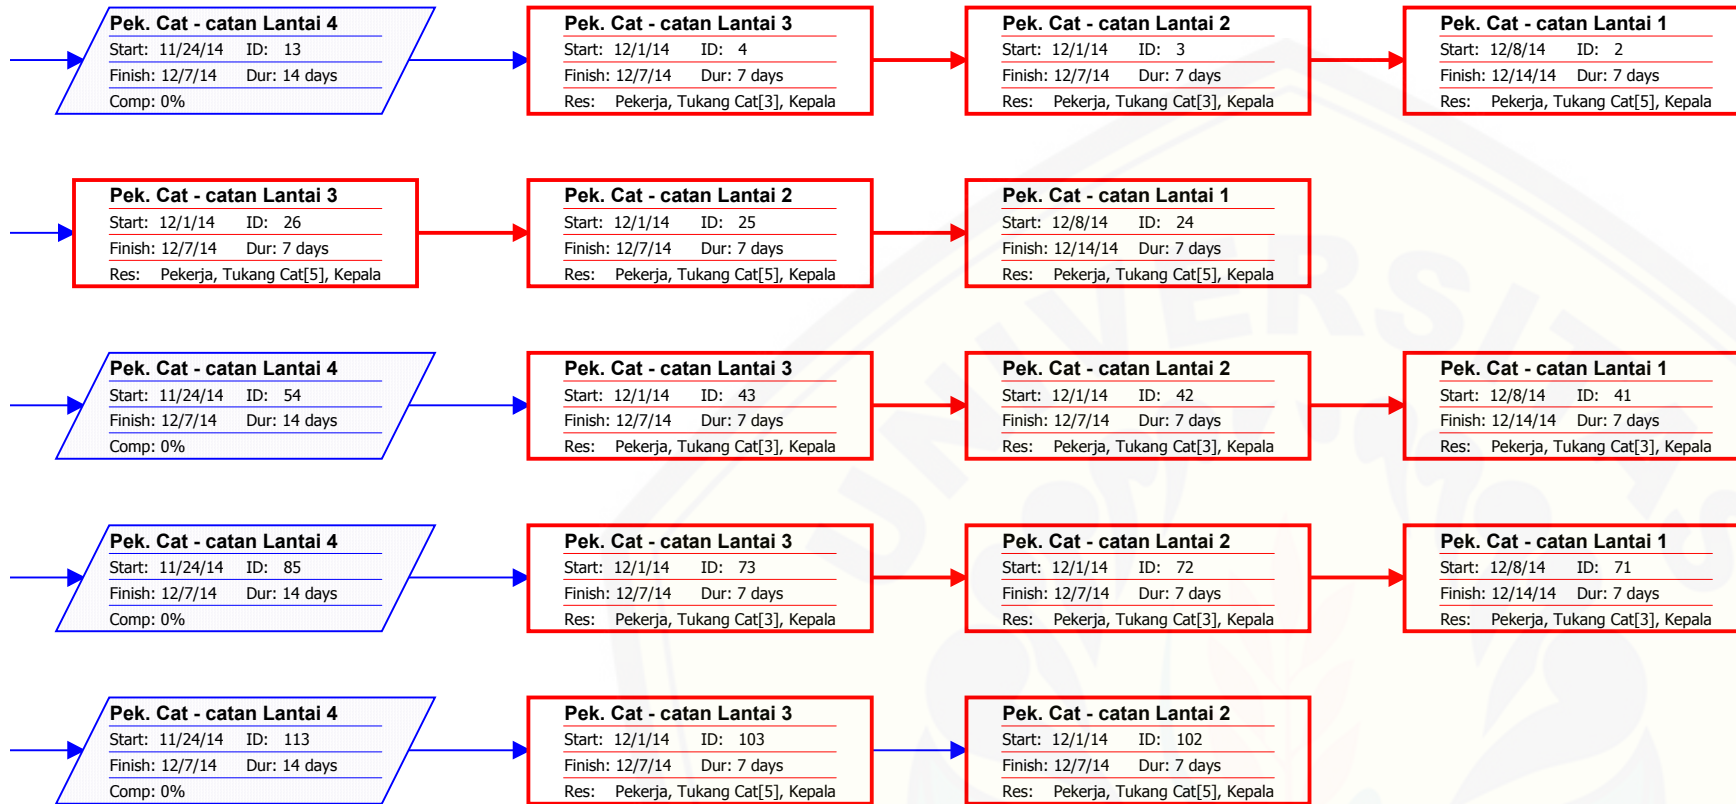 Pek. Cat - catan Lantai 4
Start: 11/24/14 ID: 13
Finish: 12/7/14 Dur: 14 days
Comp: 0%
Pek. Cat - catan Lantai 3
Start: 12/1/14 ID: 4
Finish: 12/7/14 Dur: 7 days
Res: Pekerja, Tukang Cat[3], Kepala
Pek. Cat - catan Lantai 2
Start: 12/1/14 ID: 3
Finish: 12/7/14 Dur: 7 days
Res: Pekerja, Tukang Cat[3], Kepala
Pek. Cat - catan Lantai 1
Start: 12/8/14 ID: 2
Finish: 12/14/14 Dur: 7 days
Res: Pekerja, Tukang Cat[5], Kepala
Pek. Cat - catan Lantai 3
Start: 12/1/14 ID: 26
Finish: 12/7/14 Dur: 7 days
Res: Pekerja, Tukang Cat[5], Kepala
Pek. Cat - catan Lantai 2
Start: 12/1/14 ID: 25
Finish: 12/7/14 Dur: 7 days
Res: Pekerja, Tukang Cat[5], Kepala
Pek. Cat - catan Lantai 1
Start: 12/8/14 ID: 24
Finish: 12/14/14 Dur: 7 days
Res: Pekerja, Tukang Cat[5], Kepala
Pek. Cat - catan Lantai 4
Start: 11/24/14 ID: 54
Finish: 12/7/14 Dur: 14 days
Comp: 0%
Pek. Cat - catan Lantai 3
Start: 12/1/14 ID: 43
Finish: 12/7/14 Dur: 7 days
Res: Pekerja, Tukang Cat[3], Kepala
Pek. Cat - catan Lantai 2
Start: 12/1/14 ID: 42
Finish: 12/7/14 Dur: 7 days
Res: Pekerja, Tukang Cat[3], Kepala
Pek. Cat - catan Lantai 1
Start: 12/8/14 ID: 41
Finish: 12/14/14 Dur: 7 days
Res: Pekerja, Tukang Cat[3], Kepala
Pek. Cat - catan Lantai 4
Start: 11/24/14 ID: 85
Finish: 12/7/14 Dur: 14 days
Comp: 0%
Pek. Cat - catan Lantai 3
Start: 12/1/14 ID: 73
Finish: 12/7/14 Dur: 7 days
Res: Pekerja, Tukang Cat[3], Kepala
Pek. Cat - catan Lantai 2
Start: 12/1/14 ID: 72
Finish: 12/7/14 Dur: 7 days
Res: Pekerja, Tukang Cat[3], Kepala
Pek. Cat - catan Lantai 1
Start: 12/8/14 ID: 71
Finish: 12/14/14 Dur: 7 days
Res: Pekerja, Tukang Cat[3], Kepala
Pek. Cat - catan Lantai 4
Start: 11/24/14 ID: 113
Finish: 12/7/14 Dur: 14 days
Comp: 0%
Pek. Cat - catan Lantai 3
Start: 12/1/14 ID: 103
Finish: 12/7/14 Dur: 7 days
Res: Pekerja, Tukang Cat[5], Kepala
Pek. Cat - catan Lantai 2
Start: 12/1/14 ID: 102
Finish: 12/7/14 Dur: 7 days
Res: Pekerja, Tukang Cat[5], Kepala
UNIVERSITAS